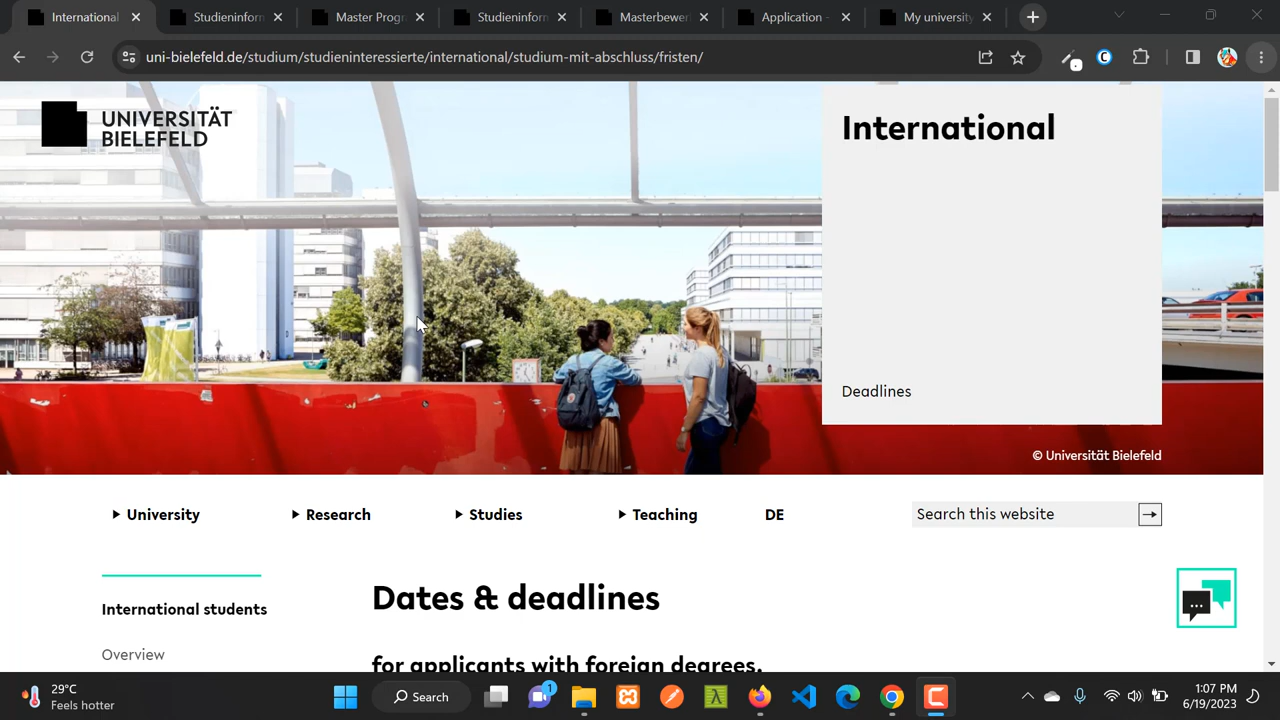 International
Studieninforn
Master Progr
Studieninforn
Masterbewer
Application -
My university
uni-bielefeld.de/studium/studieninteressierte/international/studium-mit-abschluss/fristen/
UNIVERSITÄT
BIELEFELD
International
Deadlines
© Universität Bielefeld
University
Research
Studies
Teaching
DE
Search this website
International students
Overview
Dates & deadlines
for applicants with foreign degrees.
29°C
Feels hotter
Search
1
1:07 PM
6/19/2023